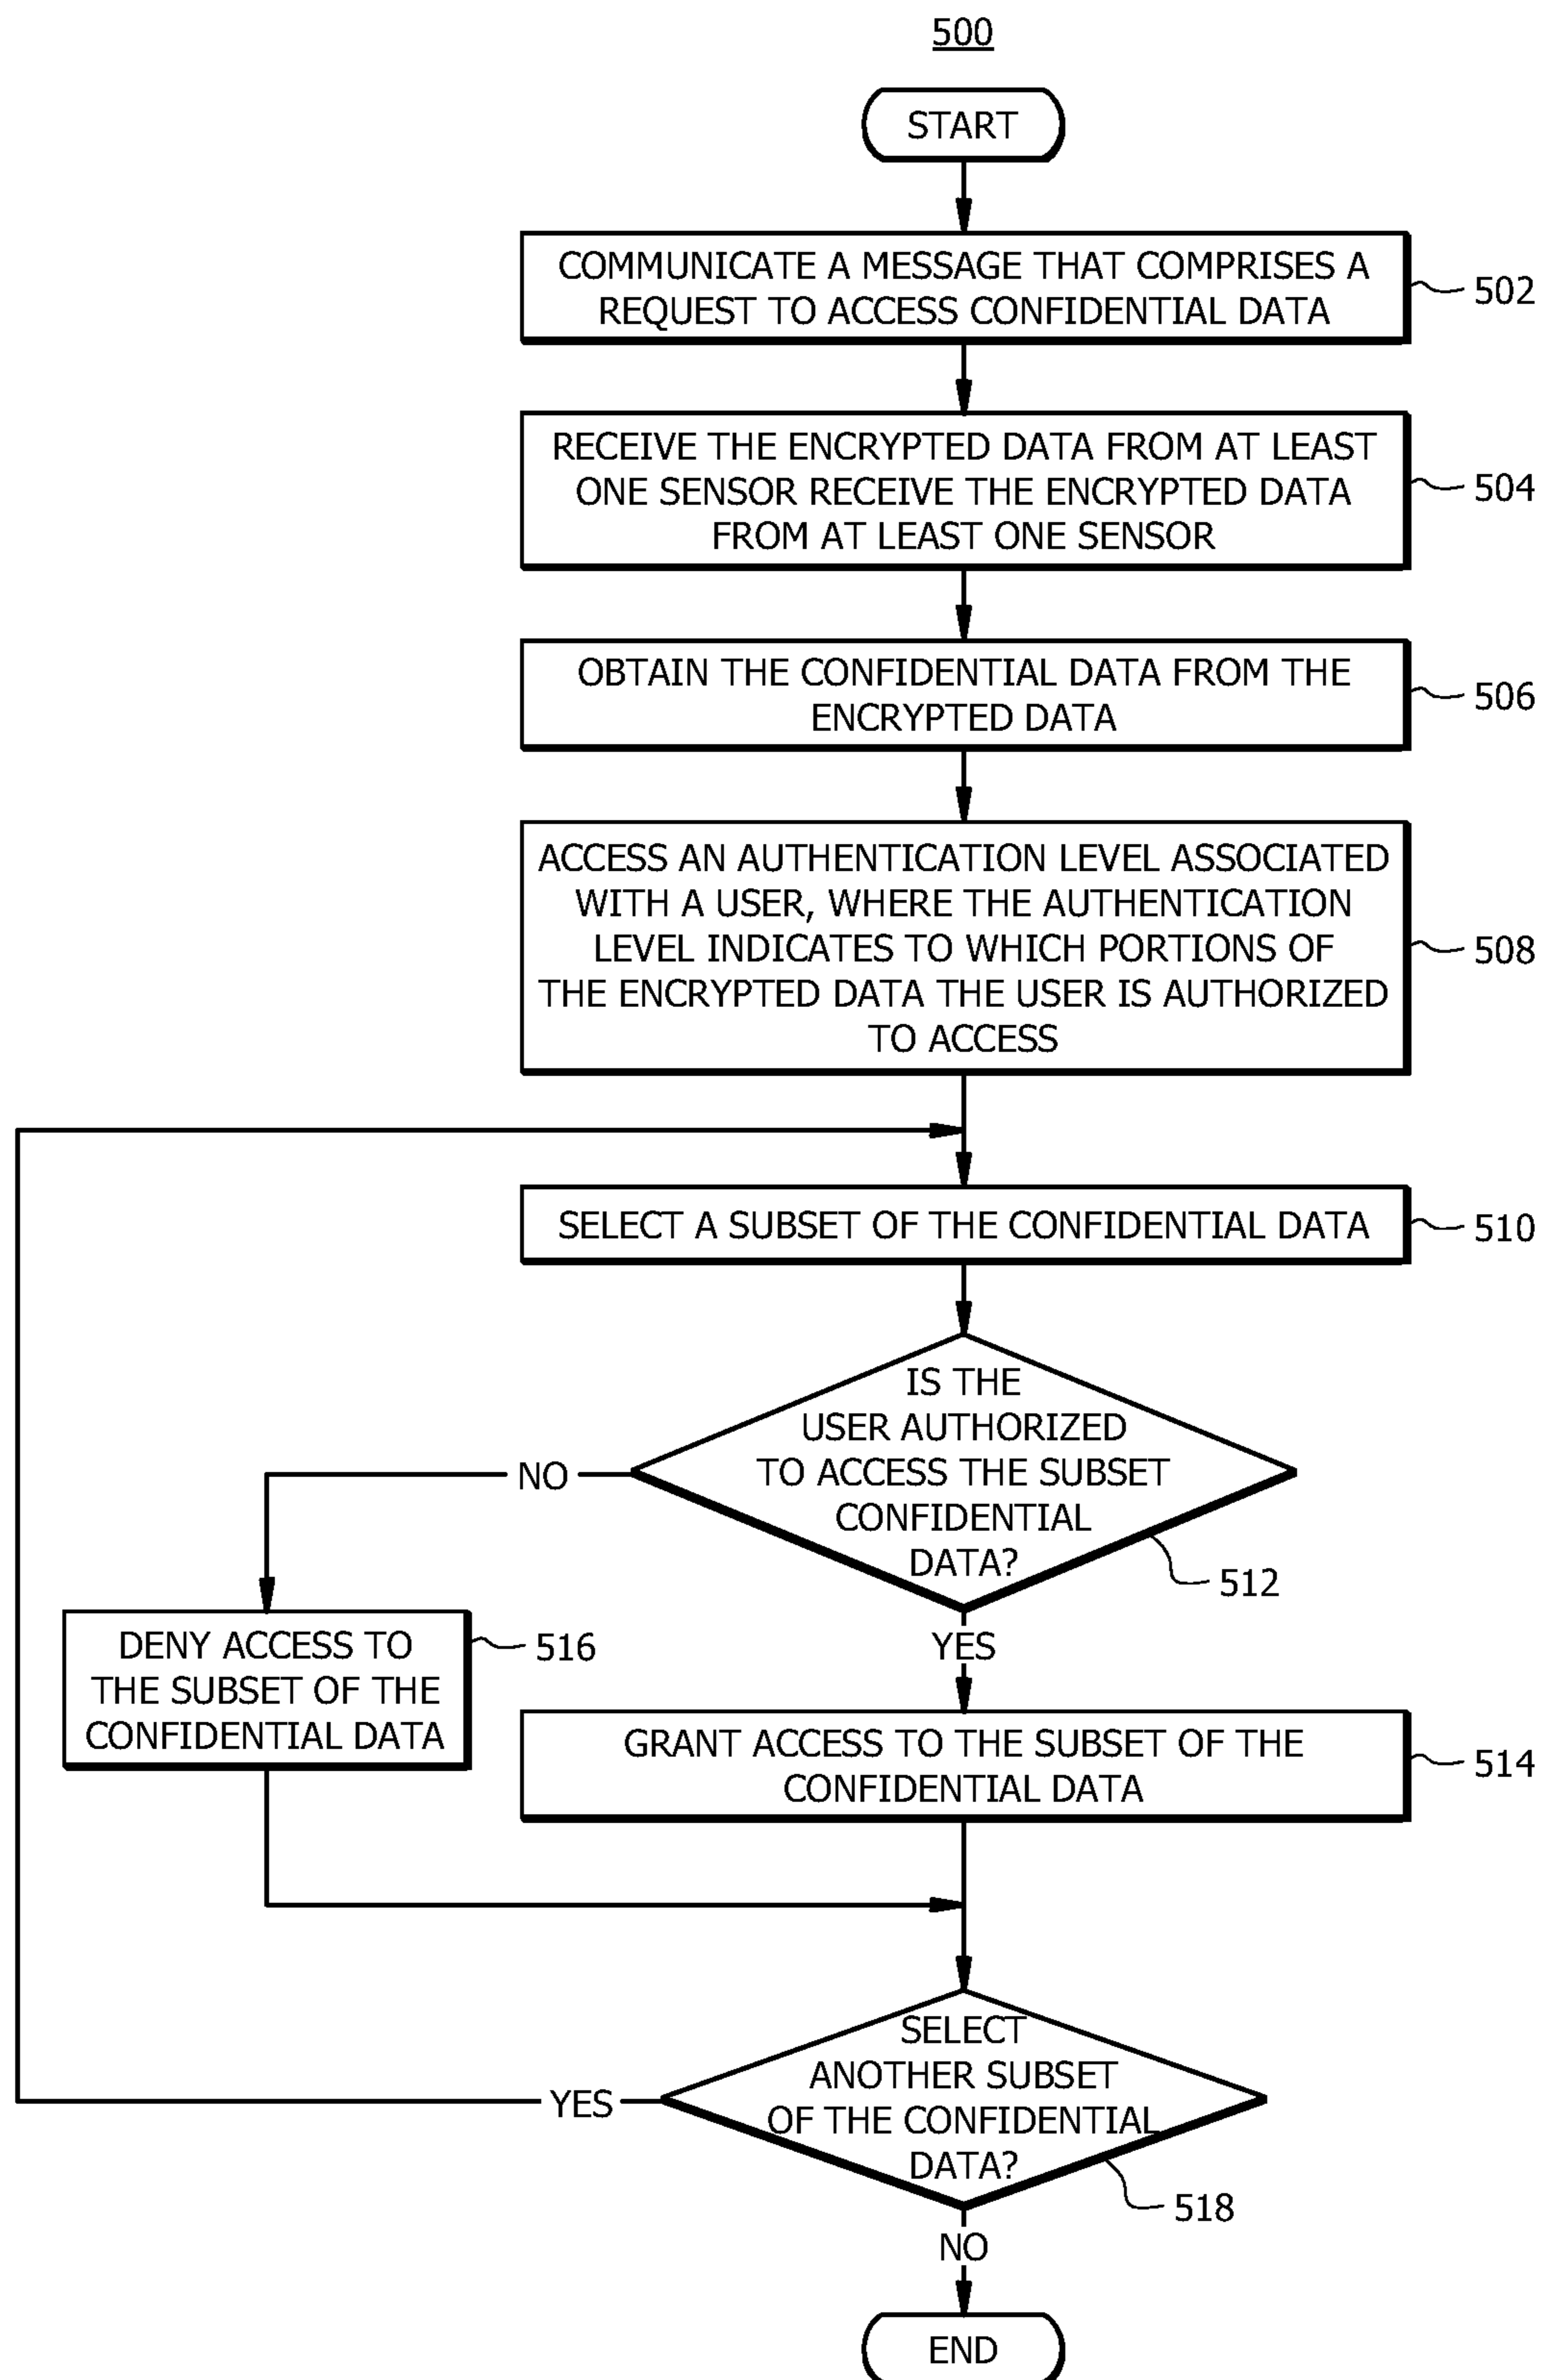 500
START
COMMUNICATE A MESSAGE THAT COMPRISES A
REQUEST TO ACCESS CONFIDENTIAL DATA
502
RECEIVE THE ENCRYPTED DATA FROM AT LEAST
ONE SENSOR RECEIVE THE ENCRYPTED DATA
FROM AT LEAST ONE SENSOR
504
OBTAIN THE CONFIDENTIAL DATA FROM THE
ENCRYPTED DATA
506
ACCESS AN AUTHENTICATION LEVEL ASSOCIATED
WITH A USER, WHERE THE AUTHENTICATION
LEVEL INDICATES TO WHICH PORTIONS OF
THE ENCRYPTED DATA THE USER IS AUTHORIZED
TO ACCESS
508
SELECT A SUBSET OF THE CONFIDENTIAL DATA
510
IS THE
USER AUTHORIZED
TO ACCESS THE SUBSET
CONFIDENTIAL
DATA?
512
NO
YES
DENY ACCESS TO
THE SUBSET OF THE
CONFIDENTIAL DATA
516
GRANT ACCESS TO THE SUBSET OF THE
CONFIDENTIAL DATA
514
SELECT
ANOTHER SUBSET
OF THE CONFIDENTIAL
DATA?
518
YES
NO
END